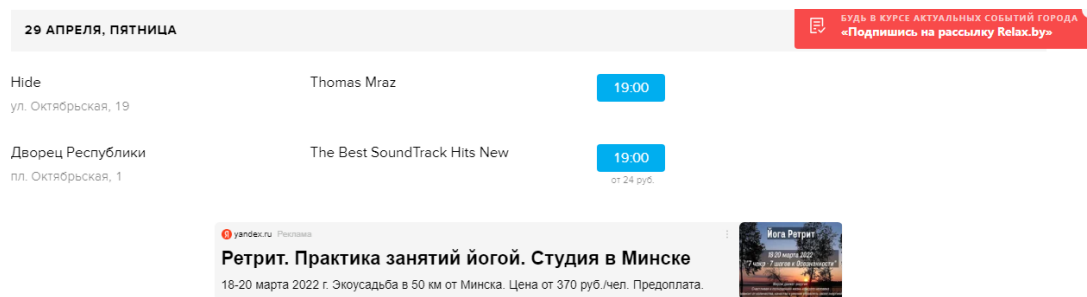 29 АПРЕЛЯ, ПЯТНИЦА
БУДЬ В КУРСЕ АКТУАЛЬНЫХ СОБЫТИЙ ГОРОДА
«Подпишись на рассылку Relax.by»
Hide
Thomas Mraz
19:00
ул. Октябрьская, 19
Дворец Республики
The Best SoundTrack Hits New
19:00
пл. Октябрьская, 1
от 24 руб.
Я yandex.ru Реклама
Ретрит. Практика занятий йогой. Студия в Минске
18-20 марта 2022 г. Экоусадьба в 50 км от Минска. Цена от 370 руб./чел. Предоплата.
Йога Ретрит
18-20 марта 2022